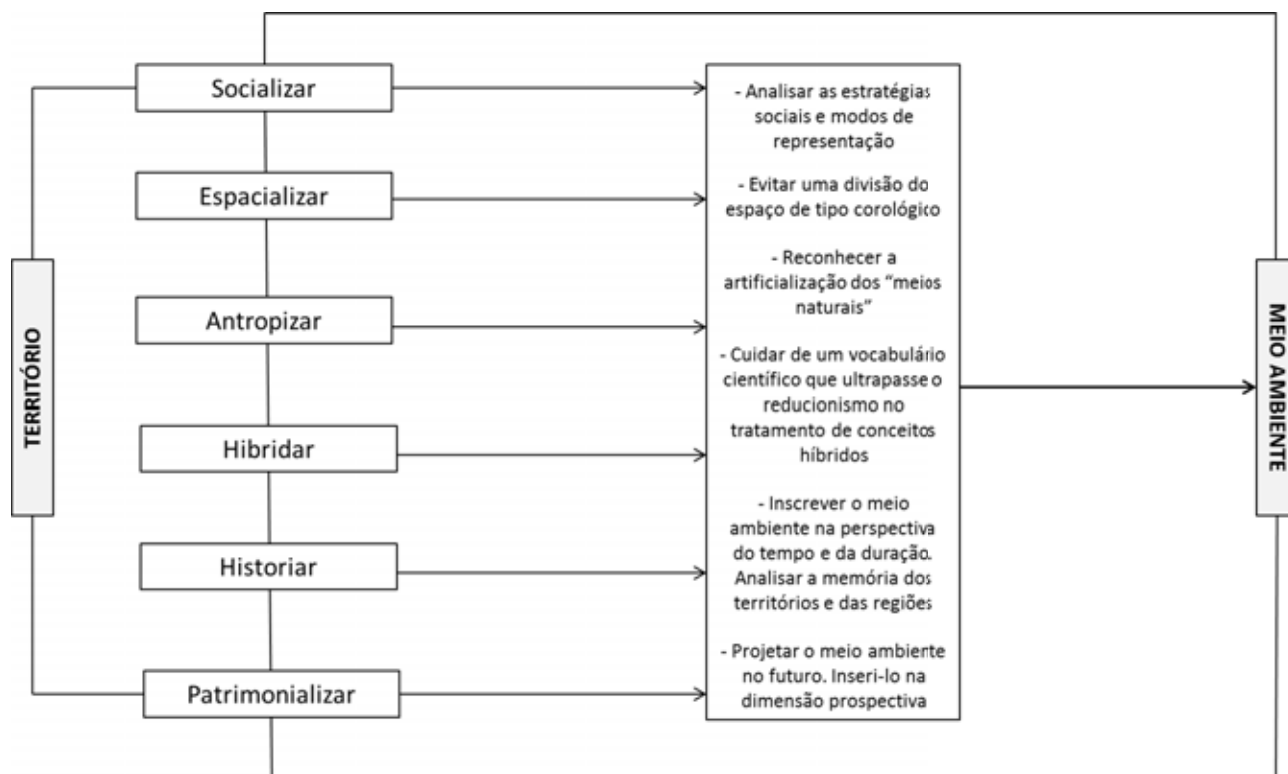 TERRITÓRIO
Socializar
Espacializar
Antropizar
Hibridar
Historiar
Patrimonializar
- Analisar as estratégias
sociais e modos de
representação
- Evitar uma divisão do
espaço de tipo corológico
- Reconhecer a
artificialização dos “meios
naturais”
- Cuidar de um vocabulário
científico que ultrapasse o
reducionismo no
tratamento de conceitos
híbridos
- Inscrever o meio
ambiente na perspectiva
do tempo e da duração.
Analisar a memória dos
territórios e das regiões
- Projetar o meio ambiente
no futuro. Inseri-lo na
dimensão prospectiva
MEIO AMBIENTE